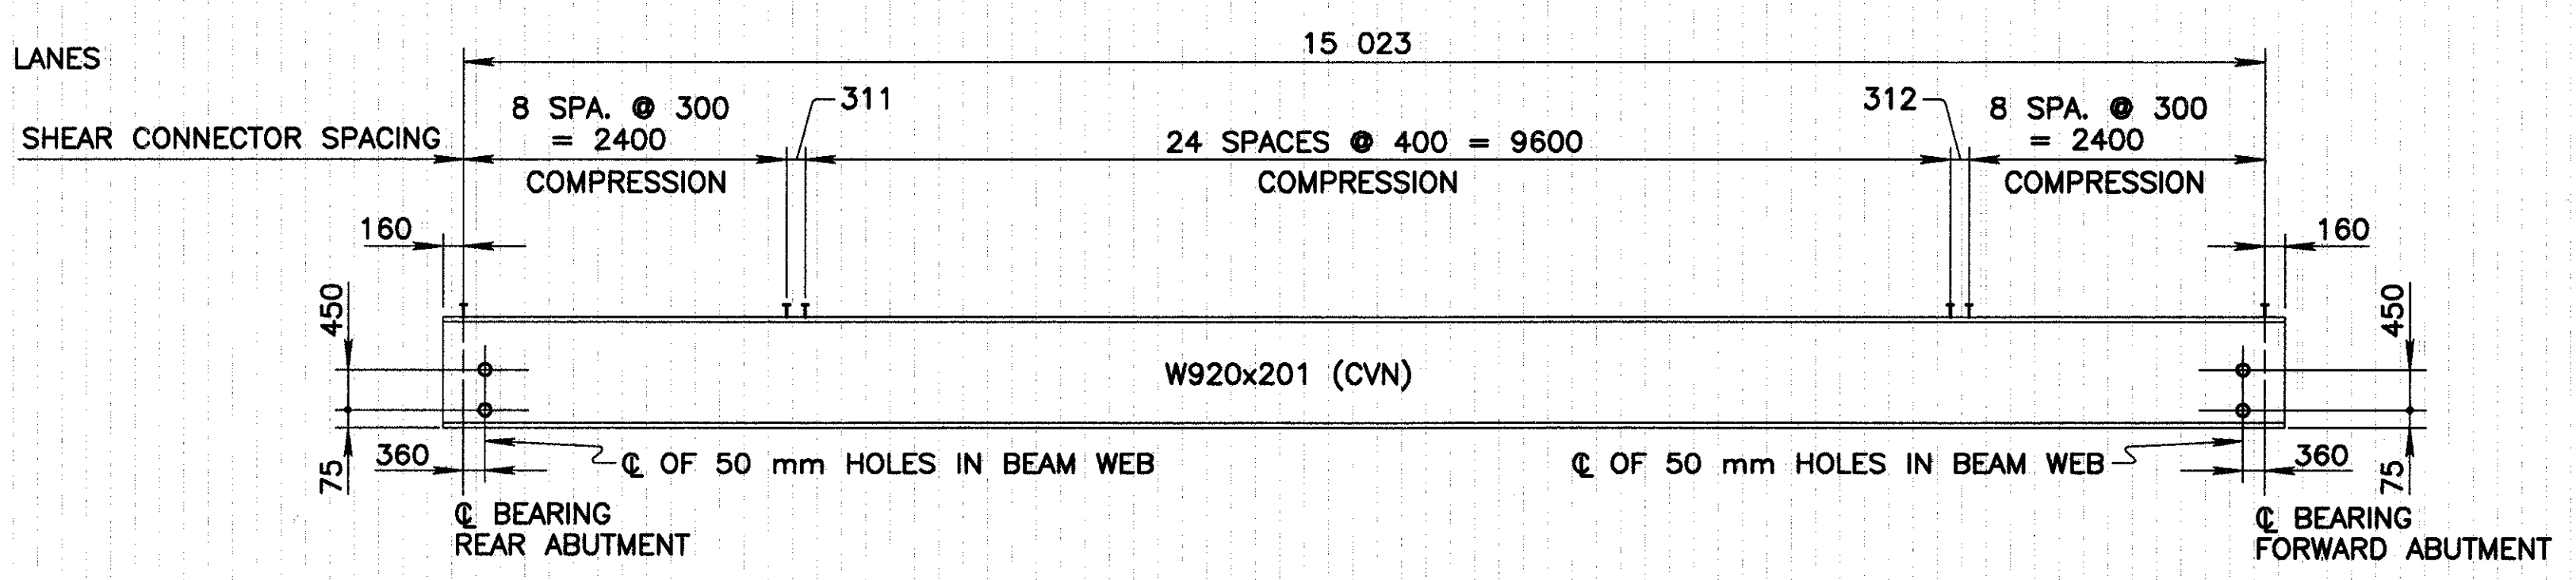 15 023
LANES
8 SPA. @ 300
= 2400
311
312
8 SPA. @ 300
= 2400
SHEAR CONNECTOR SPACING
24 SPACES @ 400 = 9600
COMPRESSION
COMPRESSION
COMPRESSION
160
160
450
450
W920x201 (CVN)
75
360
℄ OF 50 mm HOLES IN BEAM WEB
℄ OF 50 mm HOLES IN BEAM WEB
360
75
℄ BEARING
REAR ABUTMENT
℄ BEARING
FORWARD ABUTMENT